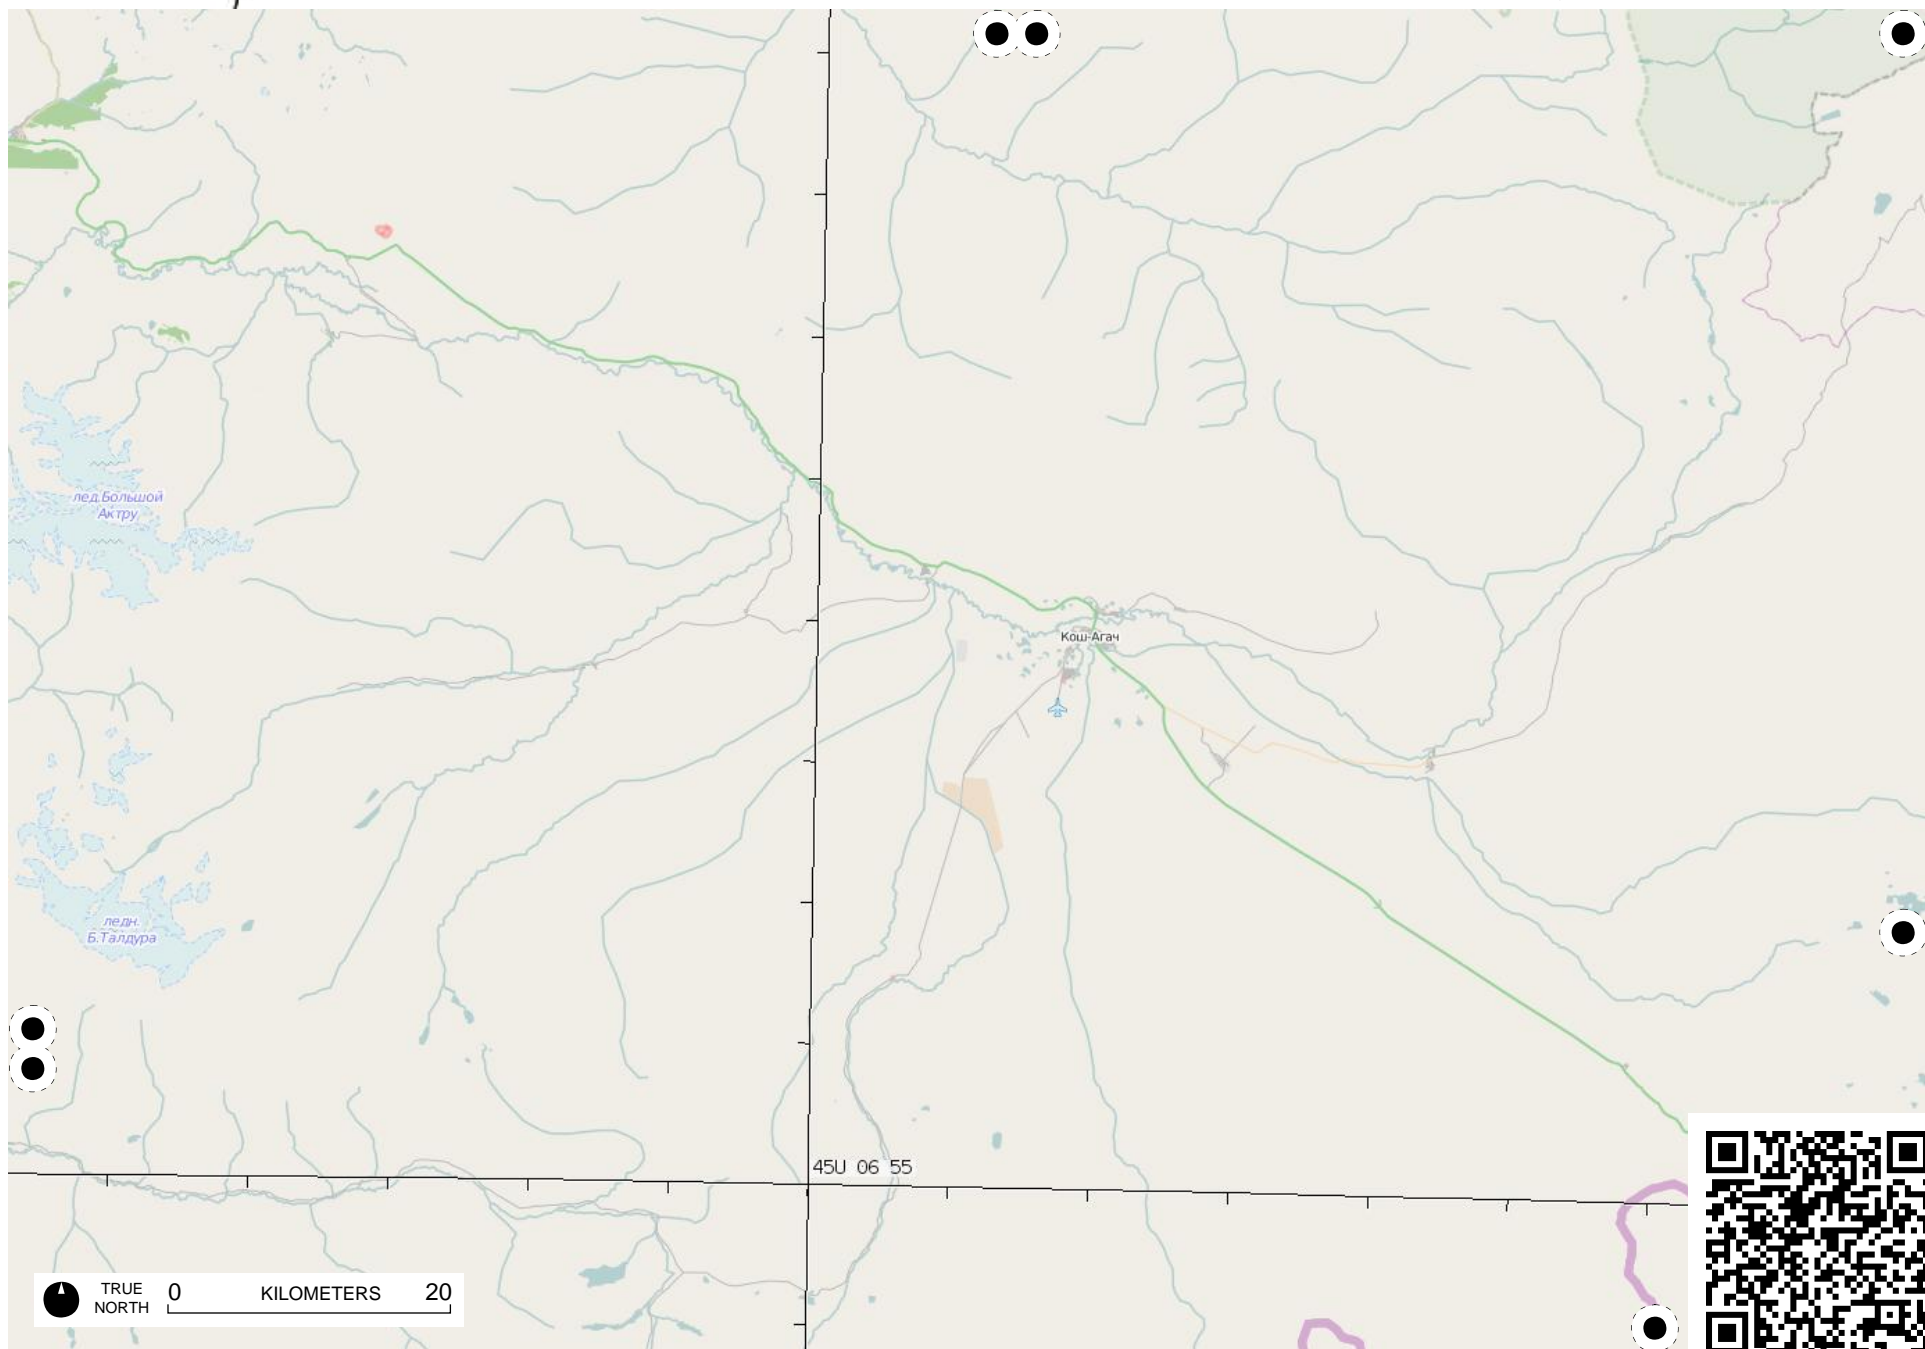 лед.Большой
Актру
Кош-Агач
ледн.
Б.Талдура
45U 06 55
TRUE
NORTH
0 KILOMETERS 20